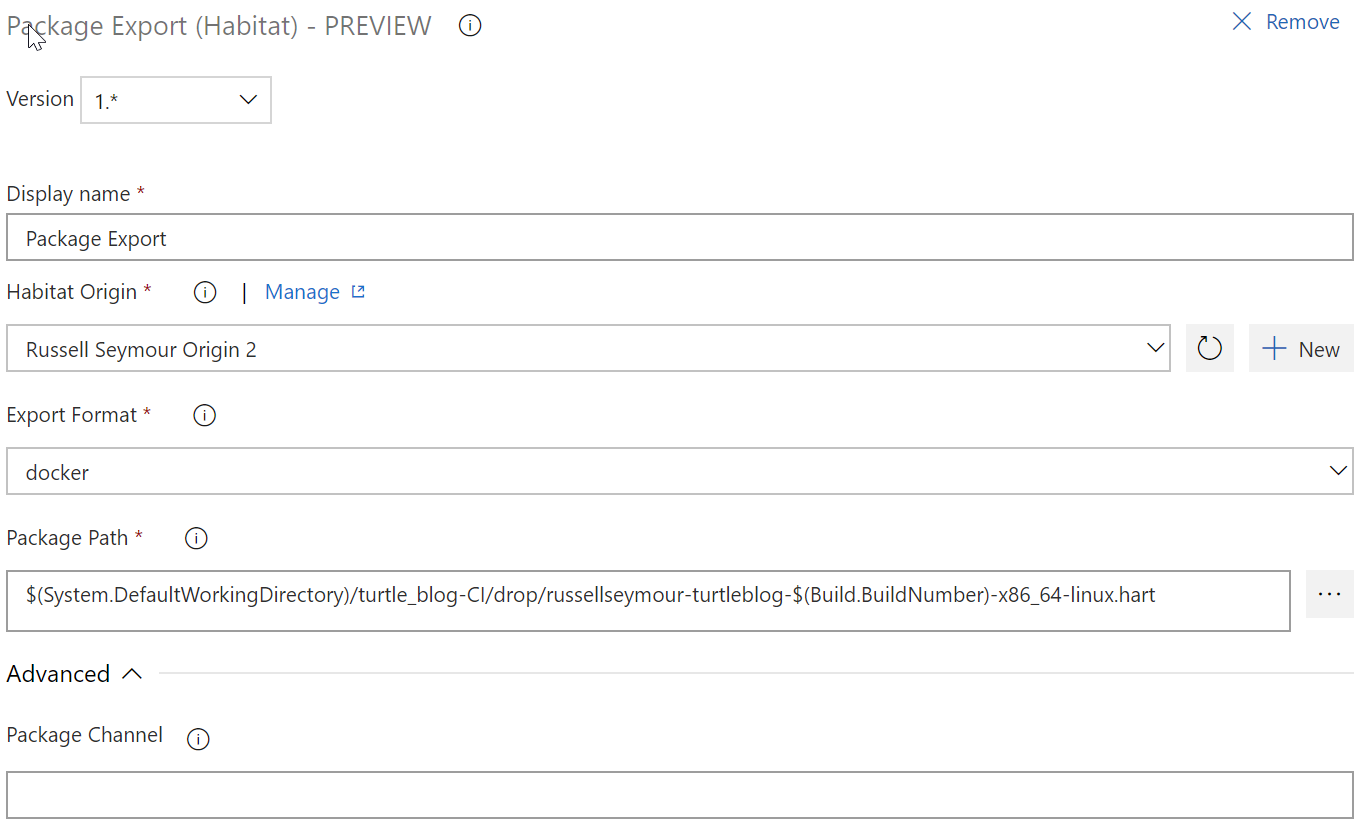 Package Export (Habitat) - PREVIEW
Remove
Version 1.*
Display name *
Package Export
Habitat Origin * | Manage
Russell Seymour Origin 2
New
Export Format *
docker
Package Path *
$(System.DefaultWorkingDirectory)/turtle_blog-CI/drop/russellseymour-turtleblog-$(Build.BuildNumber)-x86_64-linux.hart
...
Advanced
Package Channel